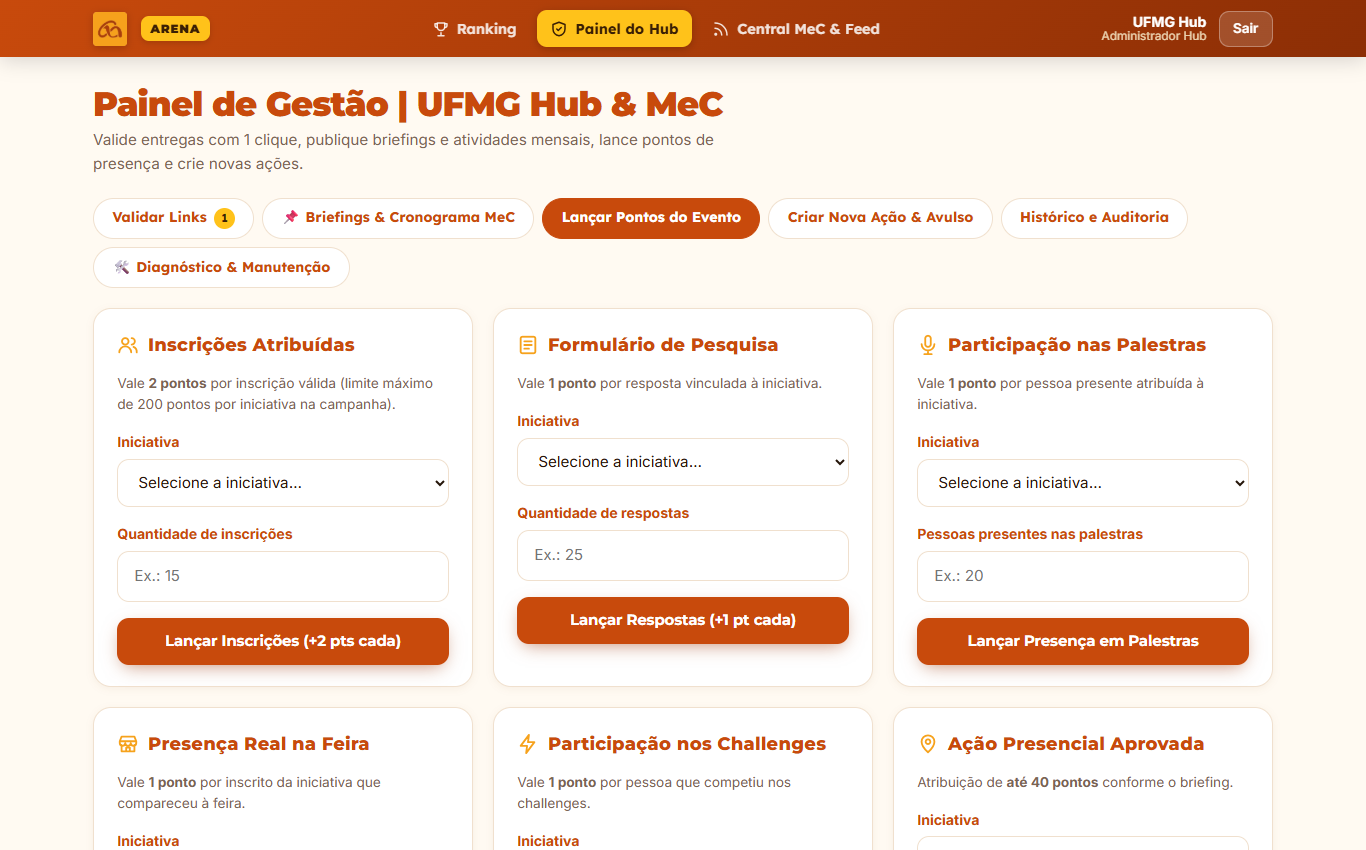 ARENA
Ranking
Painel do Hub
Central MeC & Feed
UFMG Hub
Administrador Hub
Sair
Painel de Gestão | UFMG Hub & MeC
Valide entregas com 1 clique, publique briefings e atividades mensais, lance pontos de
presença e crie novas ações.
Validar Links 1
Briefings & Cronograma MeC
Lançar Pontos do Evento
Criar Nova Ação & Avulso
Histórico e Auditoria
Diagnóstico & Manutenção
Inscrições Atribuídas
Vale 2 pontos por inscrição válida (limite máximo
de 200 pontos por iniciativa na campanha).
Iniciativa
Selecione a iniciativa...
Quantidade de inscrições
Ex.: 15
Lançar Inscrições (+2 pts cada)
Formulário de Pesquisa
Vale 1 ponto por resposta vinculada à iniciativa.
Iniciativa
Selecione a iniciativa...
Quantidade de respostas
Ex.: 25
Lançar Respostas (+1 pt cada)
Participação nas Palestras
Vale 1 ponto por pessoa presente atribuída à
iniciativa.
Iniciativa
Selecione a iniciativa...
Pessoas presentes nas palestras
Ex.: 20
Lançar Presença em Palestras
Presença Real na Feira
Vale 1 ponto por inscrito da iniciativa que
compareceu à feira.
Iniciativa
Participação nos Challenges
Vale 1 ponto por pessoa que competiu nos
challenges.
Iniciativa
Ação Presencial Aprovada
Atribuição de até 40 pontos conforme o briefing.
Iniciativa